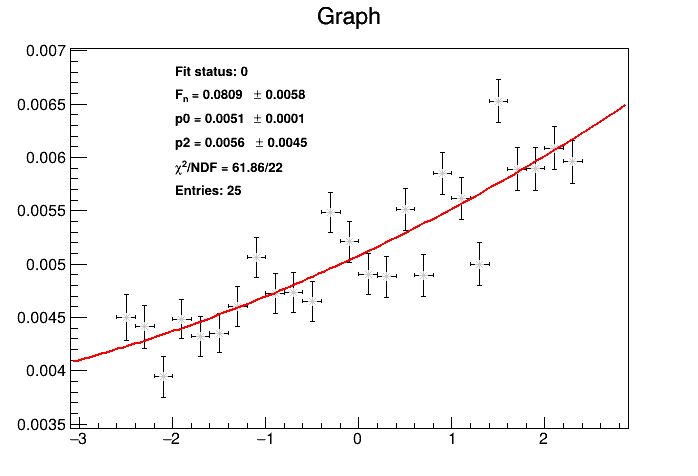 Graph
0.007
Fit status: 0
Fn = 0.0809 ± 0.0058
0.0065
p0 = 0.0051 ± 0.0001
p2 = 0.0056 ± 0.0045
0.006
χ²/NDF = 61.86/22
Entries: 25
0.0055
0.005
0.0045
0.004
0.0035
−3 −2 −1 0 1 2